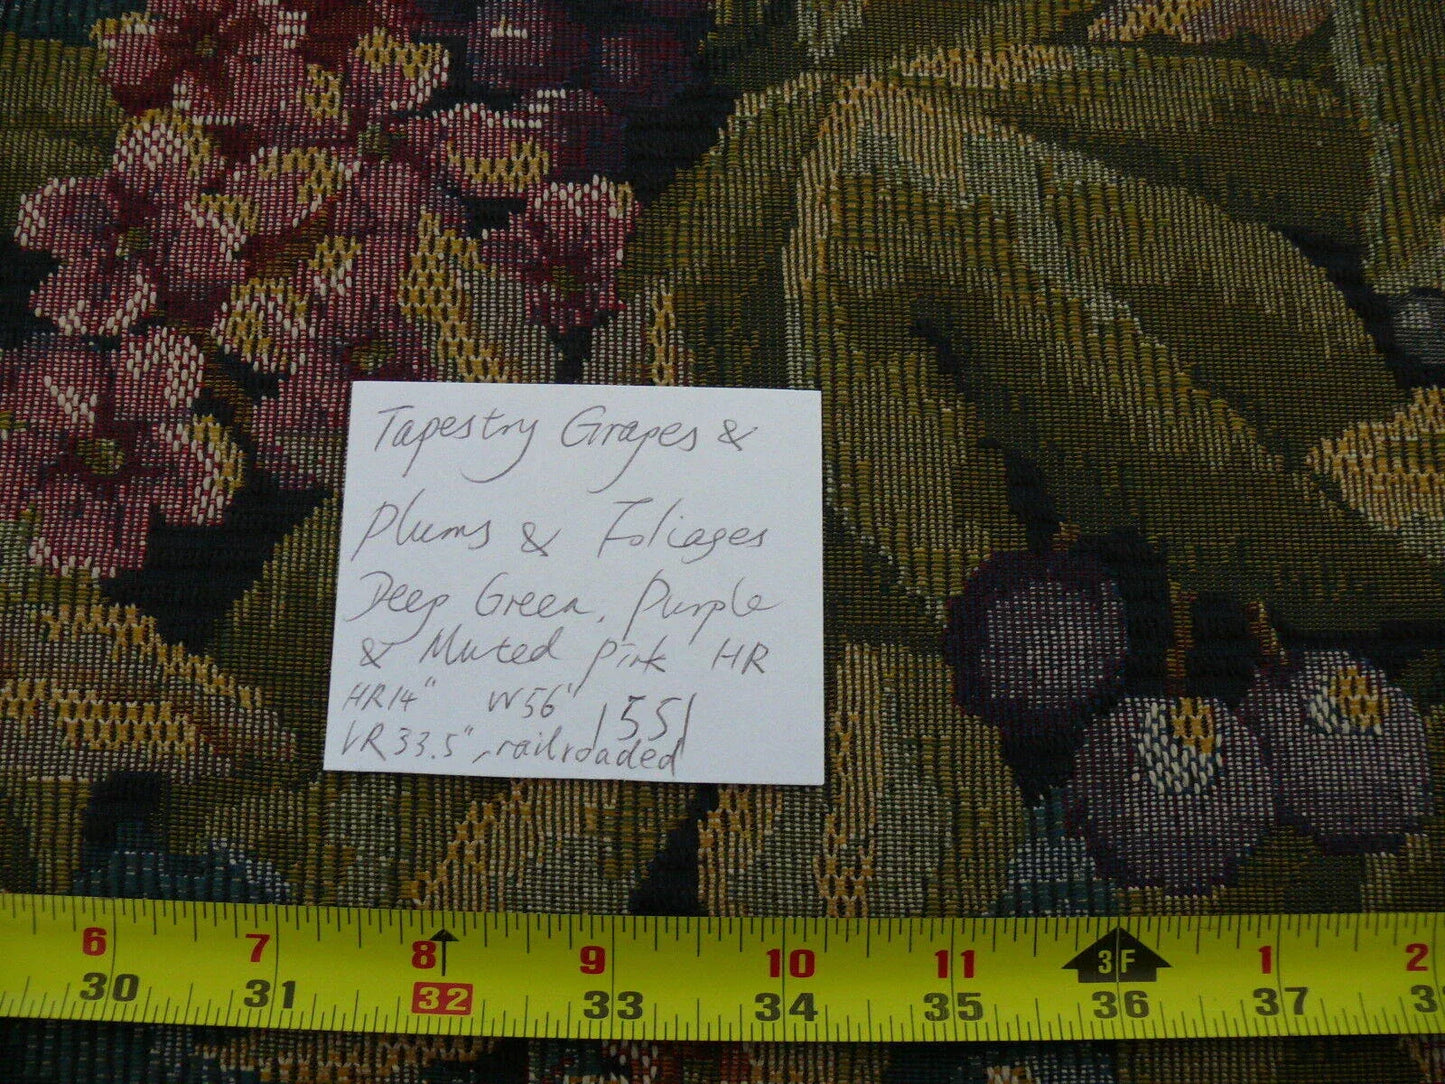 Tapestry Grapes &
Plums & Foliages
Deep Green, Purple
& Muted Pink HR
HR14" W56" 1551
VR33.5", railroaded
6 7 8 9 10 11 3F 1 2
30 31 32 33 34 35 36 37